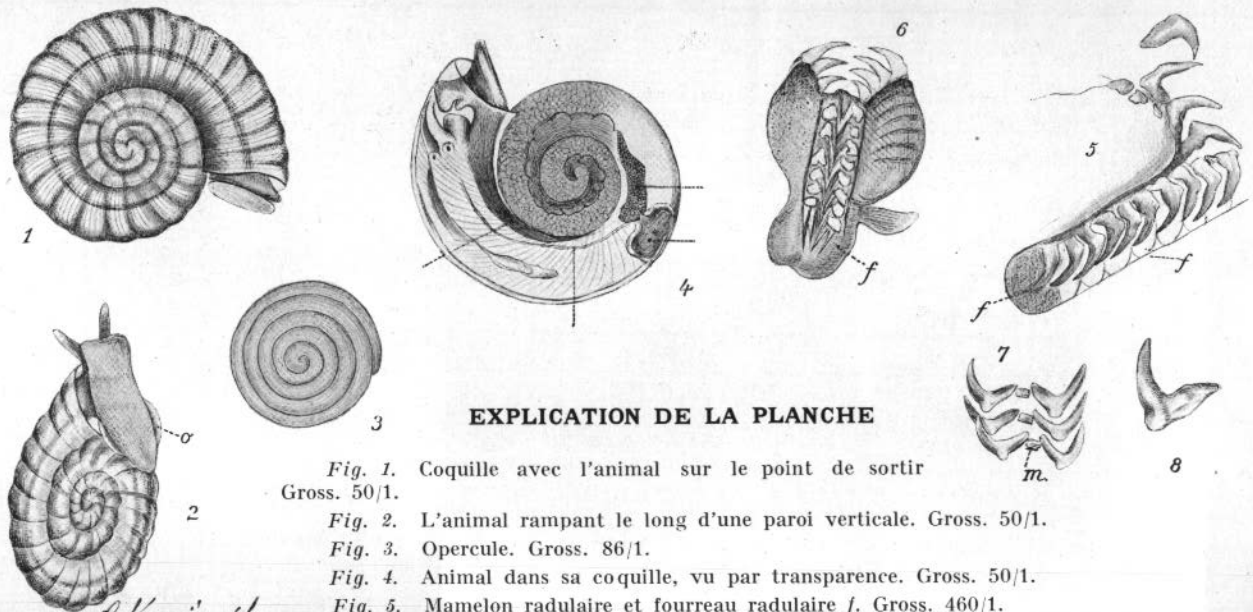 6
5
1
4
f
f
f
7
3
EXPLICATION DE LA PLANCHE
o
m.
8
2
Fig. 1. Coquille avec l'animal sur le point de sortir
Gross. 50/1.
Fig. 2. L'animal rampant le long d'une paroi verticale. Gross. 50/1.
Fig. 3. Opercule. Gross. 86/1.
Fig. 4. Animal dans sa coquille, vu par transparence. Gross. 50/1.
Fig. 5. Mamelon radulaire et fourreau radulaire f. Gross. 460/1.